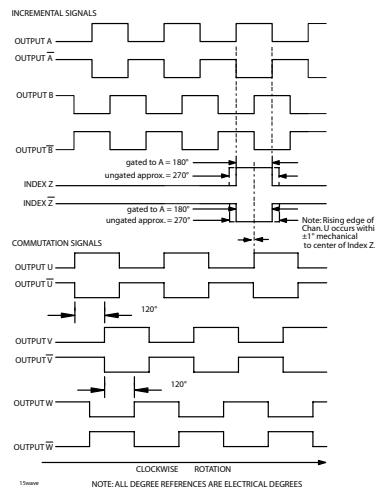 INCREMENTAL SIGNALS
OUTPUT A
OUTPUT A̅
OUTPUT B
OUTPUT B̅
gated to A = 180°
ungated approx. = 270°
INDEX Z
INDEX Z̅
gated to A = 180°
ungated approx. = 270°
Note: Rising edge of
Chan. U occurs withi
±1° mechanical
to center of Index Z.
COMMUTATION SIGNALS
OUTPUT U
OUTPUT U̅
120°
OUTPUT V
OUTPUT V̅
120°
OUTPUT W
OUTPUT W̅
CLOCKWISE ROTATION
15wave
NOTE: ALL DEGREE REFERENCES ARE ELECTRICAL DEGREES